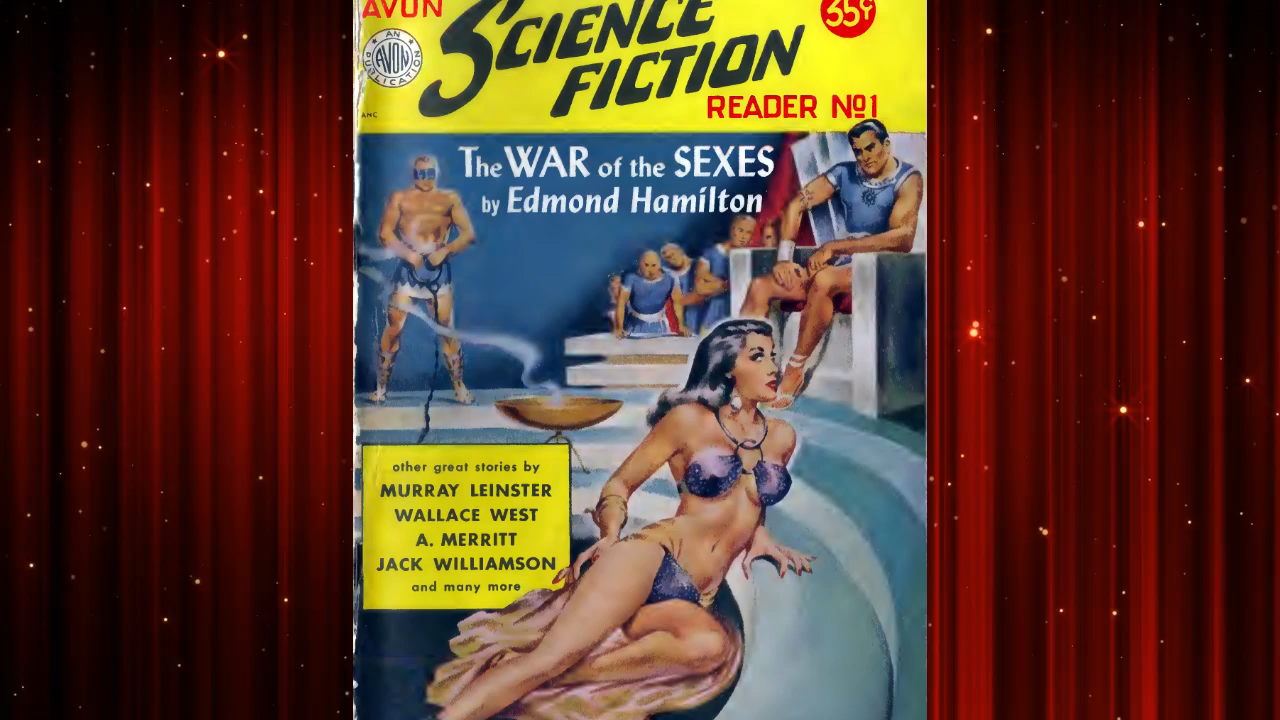 AVON
35¢
SCIENCE
FICTION
READER Nº1
AN
AVON
PUBLICATION
ANC
The WAR of the SEXES
by Edmond Hamilton
other great stories by
MURRAY LEINSTER
WALLACE WEST
A. MERRITT
JACK WILLIAMSON
and many more